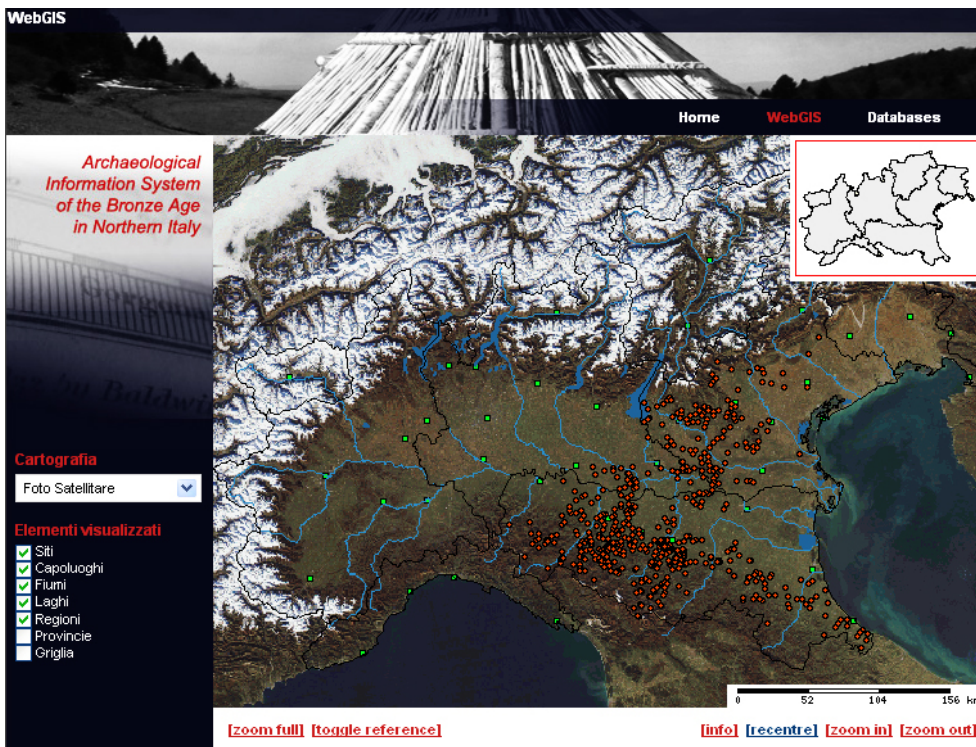 WebGIS
Home WebGIS Databases
Archaeological
Information System
of the Bronze Age
in Northern Italy
Cartografia
Foto Satellitare
Elementi visualizzati
Siti
Capoluoghi
Fiumi
Laghi
Regioni
Provincie
Griglia
0 52 104 156
[zoom full] [toggle reference] [info] [recentre] [zoom in] [zoom out]